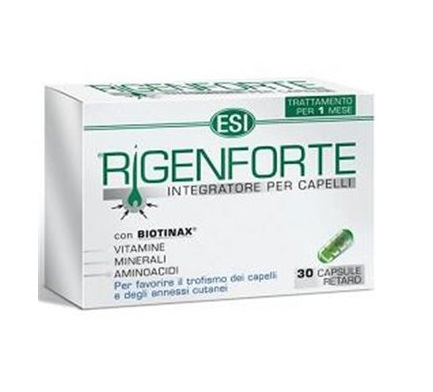 ESI
TRATTAMENTO
PER 1 MESE
RIGENFORTE
INTEGRATORE PER CAPELLI
con BIOTINAX®
VITAMINE
MINERALI
AMINOACIDI
Per favorire il trofismo dei capelli
e degli annessi cutanei
30 CAPSULE
RETARD